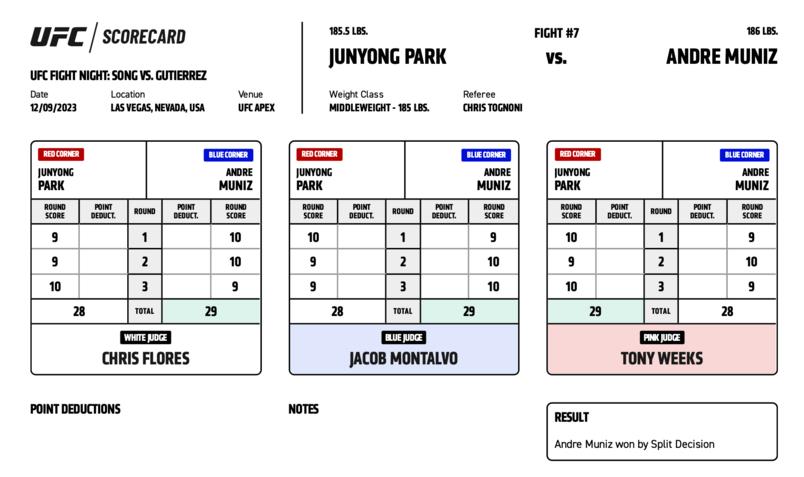 UFC / SCORECARD
UFC FIGHT NIGHT: SONG VS. GUTIERREZ
Date Location Venue
12/09/2023 LAS VEGAS, NEVADA, USA UFC APEX
185.5 LBS. FIGHT #7 186 LBS.
JUNYONG PARK VS. ANDRE MUNIZ
Weight Class Referee
MIDDLEWEIGHT - 185 LBS. CHRIS TOGNONI
RED CORNER BLUE CORNER
JUNYONG ANDRE
PARK MUNIZ
ROUND POINT ROUND POINT ROUND
SCORE DEDUCT. DEDUCT. SCORE
9 1 10
9 2 10
10 3 9
28 TOTAL 29
WHITE JUDGE
CHRIS FLORES
RED CORNER BLUE CORNER
JUNYONG ANDRE
PARK MUNIZ
ROUND POINT ROUND POINT ROUND
SCORE DEDUCT. DEDUCT. SCORE
10 1 9
9 2 10
9 3 10
28 TOTAL 29
BLUE JUDGE
JACOB MONTALVO
RED CORNER BLUE CORNER
JUNYONG ANDRE
PARK MUNIZ
ROUND POINT ROUND POINT ROUND
SCORE DEDUCT. DEDUCT. SCORE
10 1 9
9 2 10
10 3 9
29 TOTAL 28
PINK JUDGE
TONY WEEKS
POINT DEDUCTIONS
NOTES
RESULT
Andre Muniz won by Split Decision